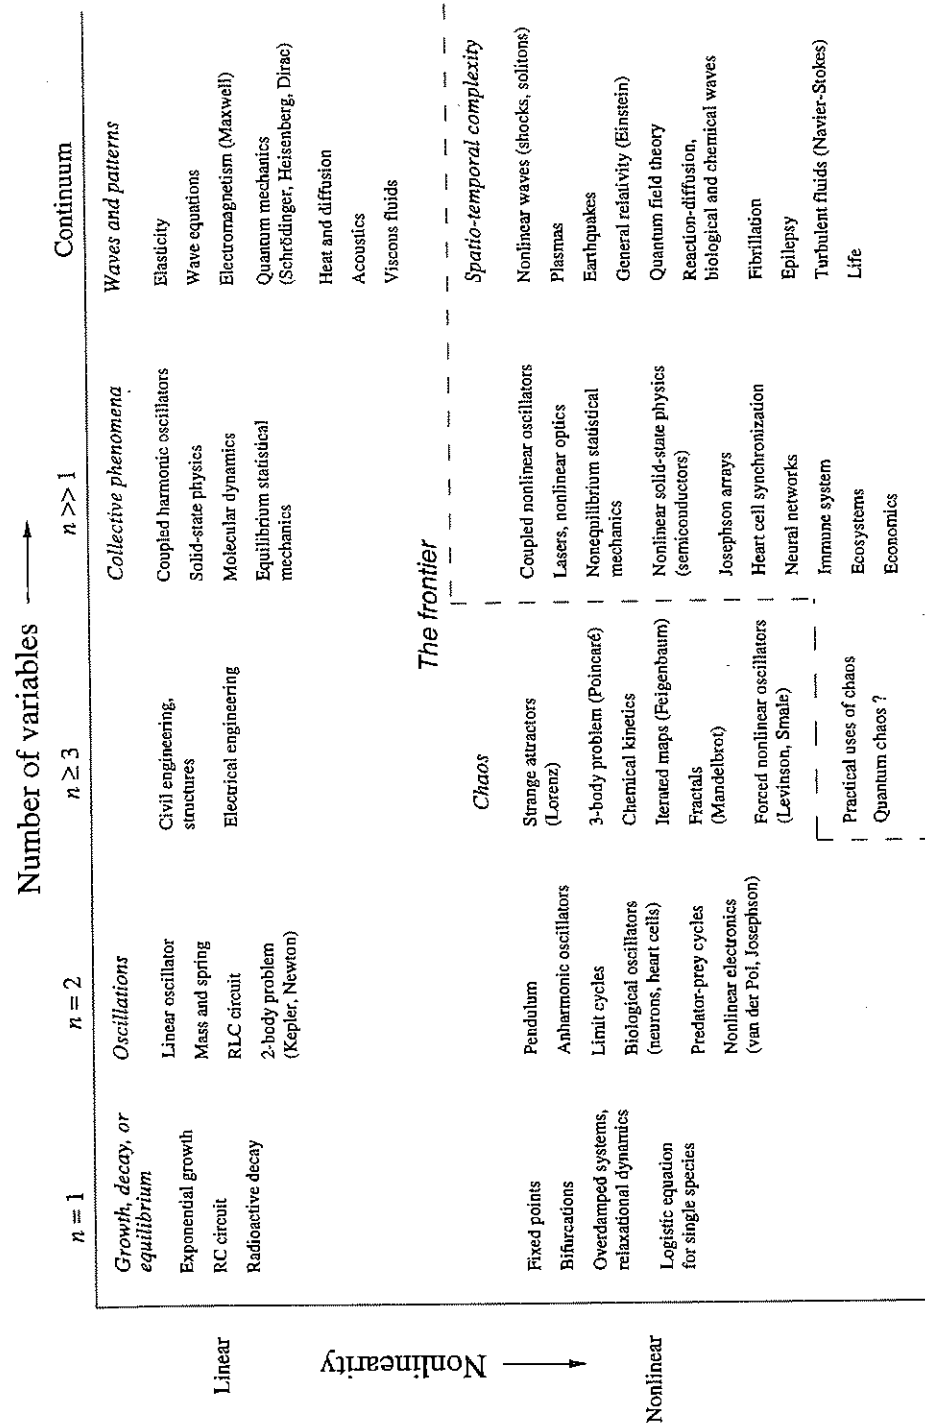 Number of variables
n = 1
n = 2
n ≥ 3
n >> 1
Continuum
Linear
Growth, decay, or
equilibrium
Exponential growth
RC circuit
Radioactive decay
Oscillations
Linear oscillator
Mass and spring
RLC circuit
2-body problem
(Kepler, Newton)
Civil engineering,
structures
Electrical engineering
Collective phenomena
Coupled harmonic oscillators
Solid-state physics
Molecular dynamics
Equilibrium statistical
mechanics
Waves and patterns
Elasticity
Wave equations
Electromagnetism (Maxwell)
Quantum mechanics
(Schrödinger, Heisenberg, Dirac)
Heat and diffusion
Acoustics
Viscous fluids
Nonlinearity
The frontier
Nonlinear
Fixed points
Bifurcations
Overdamped systems,
relaxational dynamics
Logistic equation
for single species
Pendulum
Anharmonic oscillators
Limit cycles
Biological oscillators
(neurons, heart cells)
Predator-prey cycles
Nonlinear electronics
(van der Pol, Josephson)
Chaos
Strange attractors
(Lorenz)
3-body problem (Poincaré)
Chemical kinetics
Iterated maps (Feigenbaum)
Fractals
(Mandelbrot)
Forced nonlinear oscillators
(Levinson, Smale)
Practical uses of chaos
Quantum chaos ?
Coupled nonlinear oscillators
Lasers, nonlinear optics
Nonequilibrium statistical
mechanics
Nonlinear solid-state physics
(semiconductors)
Josephson arrays
Heart cell synchronization
Neural networks
Immune system
Ecosystems
Economics
Spatio-temporal complexity
Nonlinear waves (shocks, solitons)
Plasmas
Earthquakes
General relativity (Einstein)
Quantum field theory
Reaction-diffusion,
biological and chemical waves
Fibrillation
Epilepsy
Turbulent fluids (Navier-Stokes)
Life